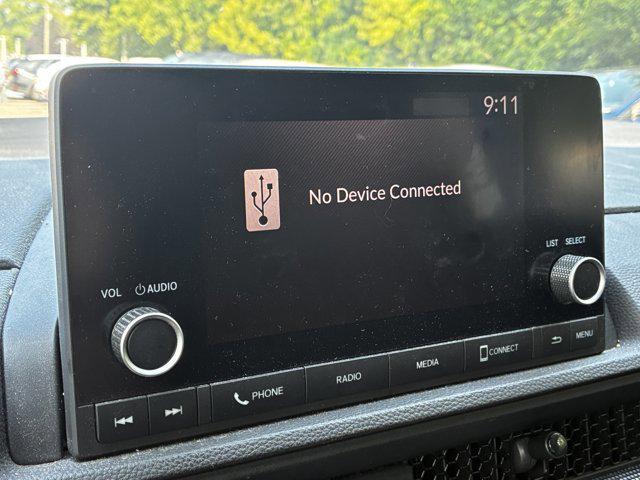 9:11
No Device Connected
LIST SELECT
VOL AUDIO
PHONE RADIO MEDIA CONNECT MENU